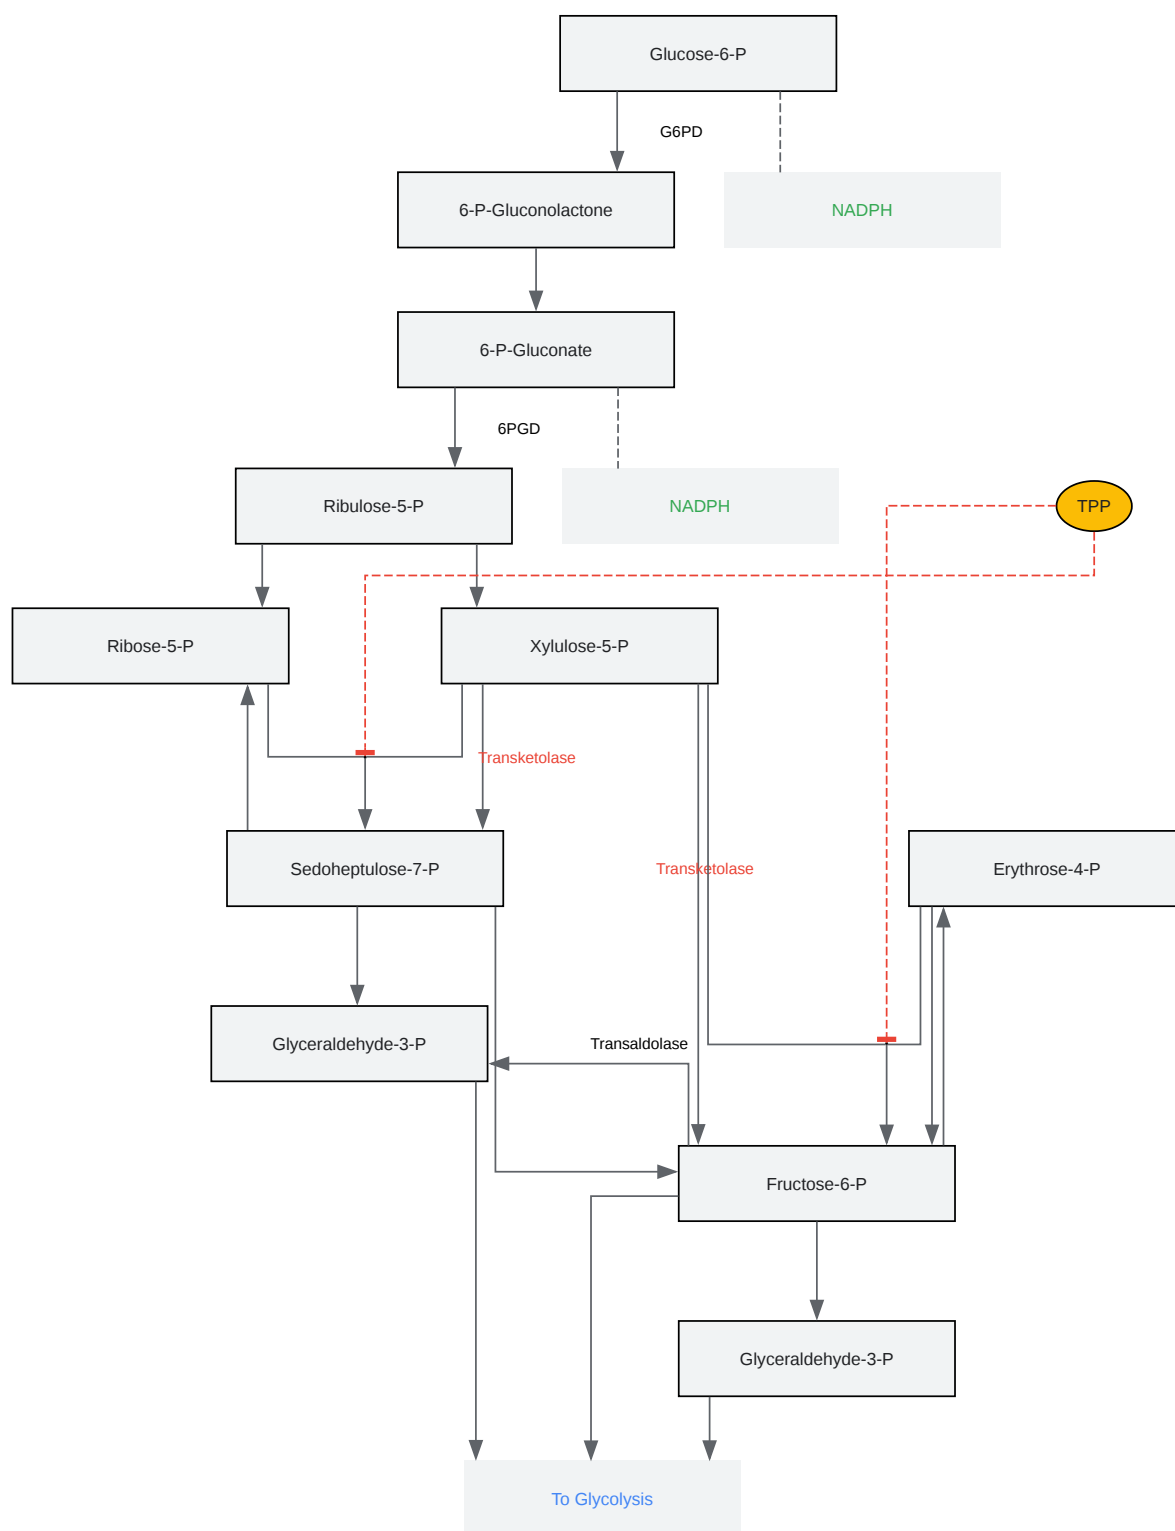 Glucose-6-P
G6PD
6-P-Gluconolactone
NADPH
6-P-Gluconate
6PGD
Ribulose-5-P
NADPH
TPP
Ribose-5-P
Xylulose-5-P
Transketolase
Sedoheptulose-7-P
Transketolase
Erythrose-4-P
Glyceraldehyde-3-P
Transaldolase
Fructose-6-P
Glyceraldehyde-3-P
To Glycolysis